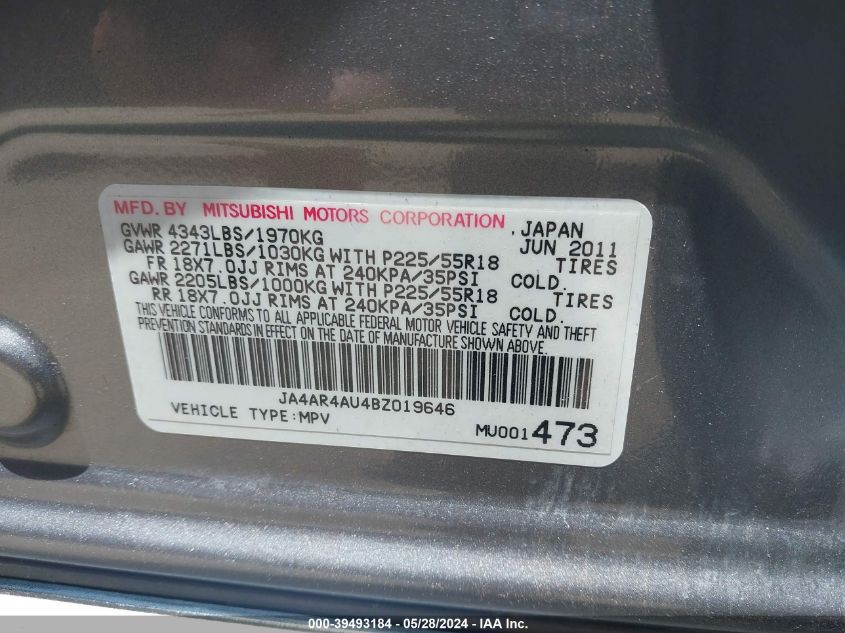 MFD. BY MITSUBISHI MOTORS CORPORATION , JAPAN
GVWR 4343LBS/1970KG JUN 2011
GAWR 2271LBS/1030KG WITH P225/55R18 TIRES
FR 18X7.0JJ RIMS AT 240KPA/35PSI COLD.
GAWR 2205LBS/1000KG WITH P225/55R18 TIRES
RR 18X7.0JJ RIMS AT 240KPA/35PSI COLD.
THIS VEHICLE CONFORMS TO ALL APPLICABLE FEDERAL MOTOR VEHICLE SAFETY AND THEFT
PREVENTION STANDARDS IN EFFECT ON THE DATE OF MANUFACTURE SHOWN ABOVE.
JA4AR4AU4BZ019646
VEHICLE TYPE:MPV MU001473
000-39493184 - 05/28/2024 - IAA Inc.